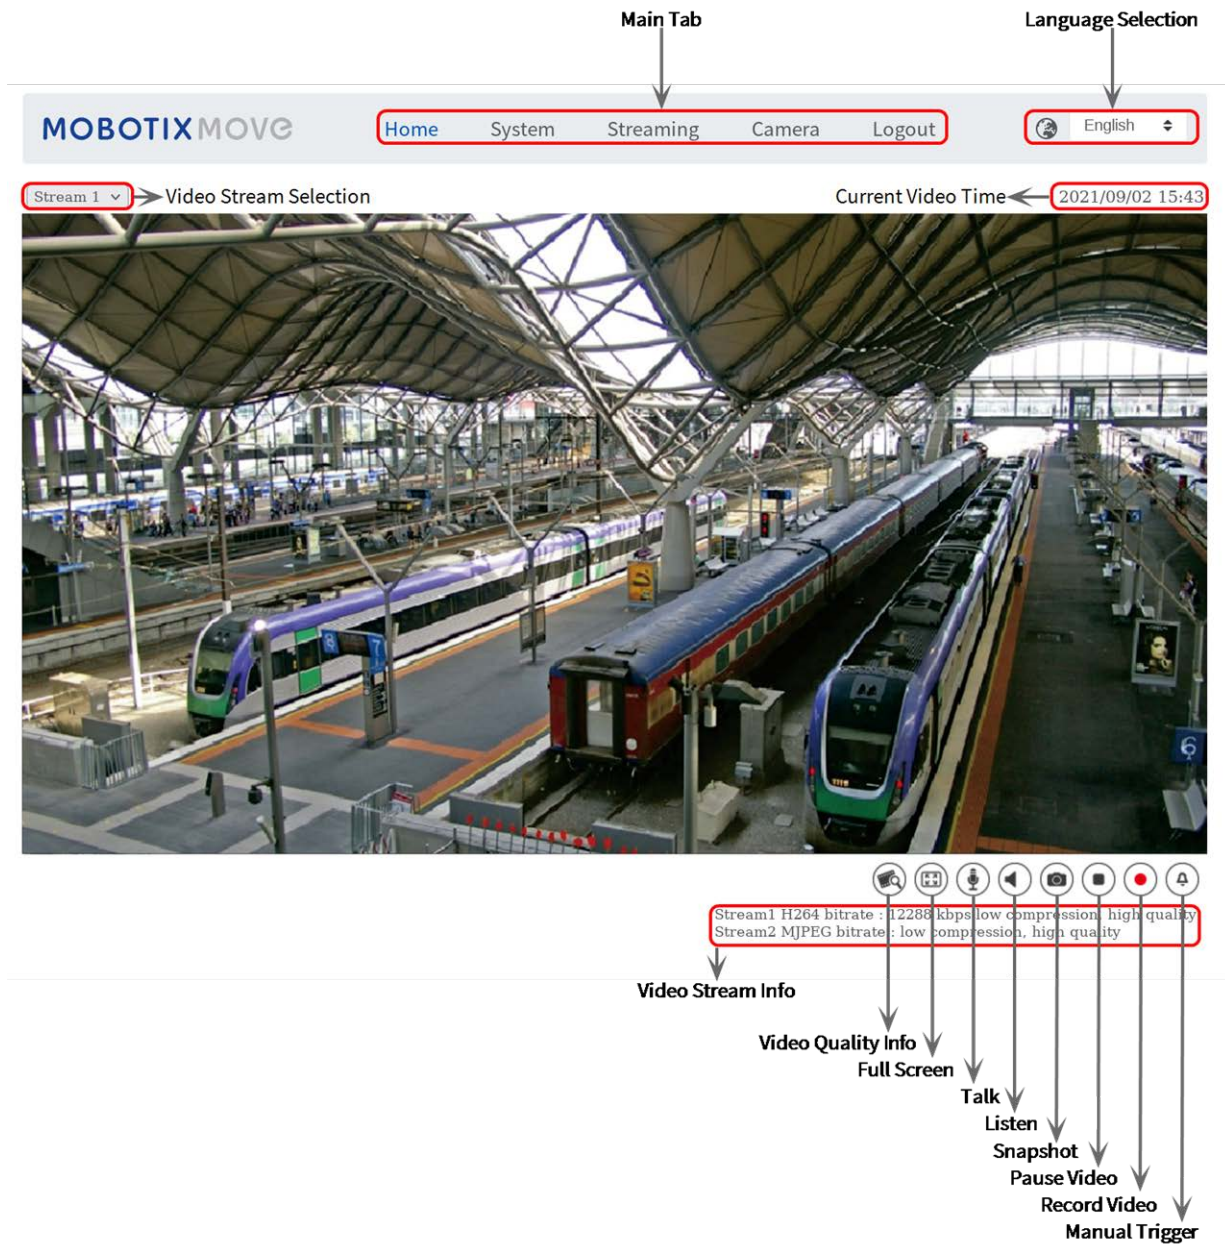 Main Tab
Language Selection
MOBOTIX MOVE
Home System Streaming Camera Logout
English
Stream 1
Video Stream Selection
Current Video Time
2021/09/02 15:43
8
7
6
Stream1 H264 bitrate : 12288 kbps low compression, high quality
Stream2 MJPEG bitrate : low compression, high quality
Video Stream Info
Video Quality Info
Full Screen
Talk
Listen
Snapshot
Pause Video
Record Video
Manual Trigger